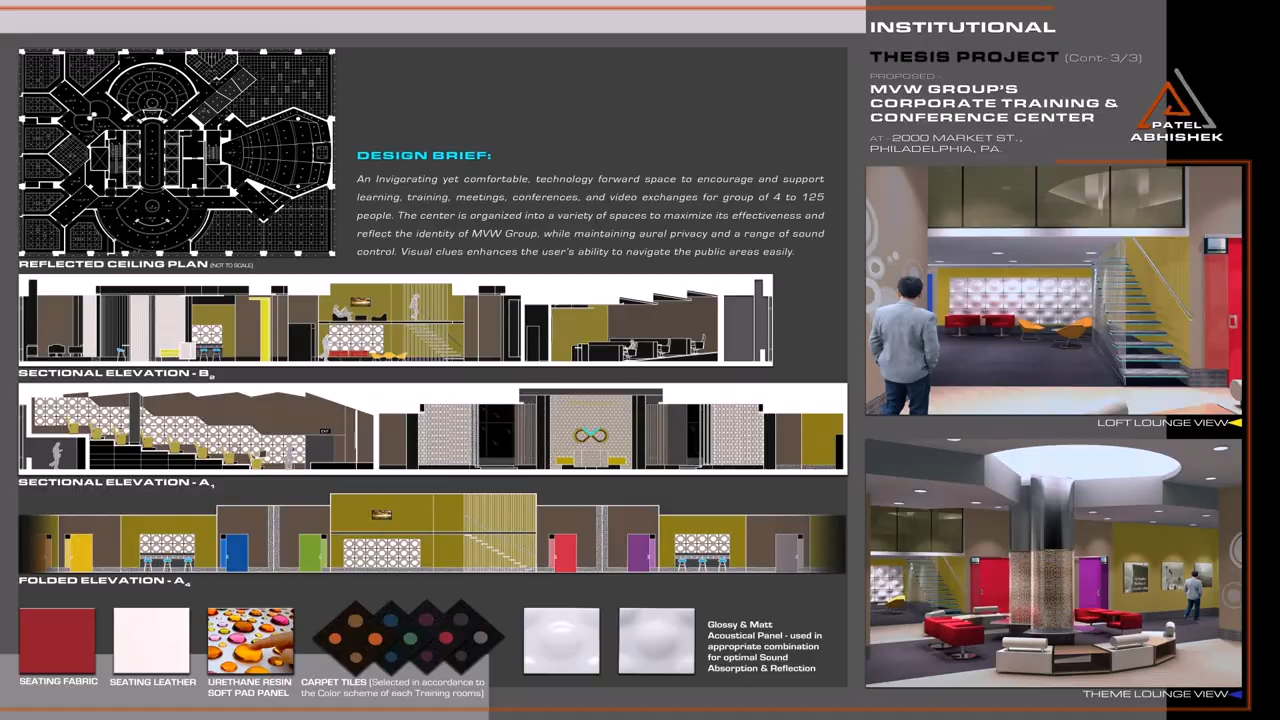 INSTITUTIONAL
THESIS PROJECT (Cont- 3/3)
PROPOSED:-
MVW GROUP'S
CORPORATE TRAINING &
CONFERENCE CENTER
AT:- 2000 MARKET ST.,
PHILADELPHIA, PA.
PATEL
ABHISHEK
DESIGN BRIEF:
An Invigorating yet comfortable, technology forward space to encourage and support
learning, training, meetings, conferences, and video exchanges for group of 4 to 125
people. The center is organized into a variety of spaces to maximize its effectiveness and
reflect the identity of MVW Group, while maintaining aural privacy and a range of sound
control. Visual clues enhances the user's ability to navigate the public areas easily.
REFLECTED CEILING PLAN (NOT TO SCALE)
SECTIONAL ELEVATION - B2
EXIT
SECTIONAL ELEVATION - A1
FOLDED ELEVATION - A4
LOFT LOUNGE VIEW
THEME LOUNGE VIEW
SEATING FABRIC
SEATING LEATHER
URETHANE RESIN
SOFT PAD PANEL
CARPET TILES (Selected in accordance to
the Color scheme of each Training rooms)
Glossy & Matt
Acoustical Panel - used in
appropriate combination
for optimal Sound
Absorption & Reflection